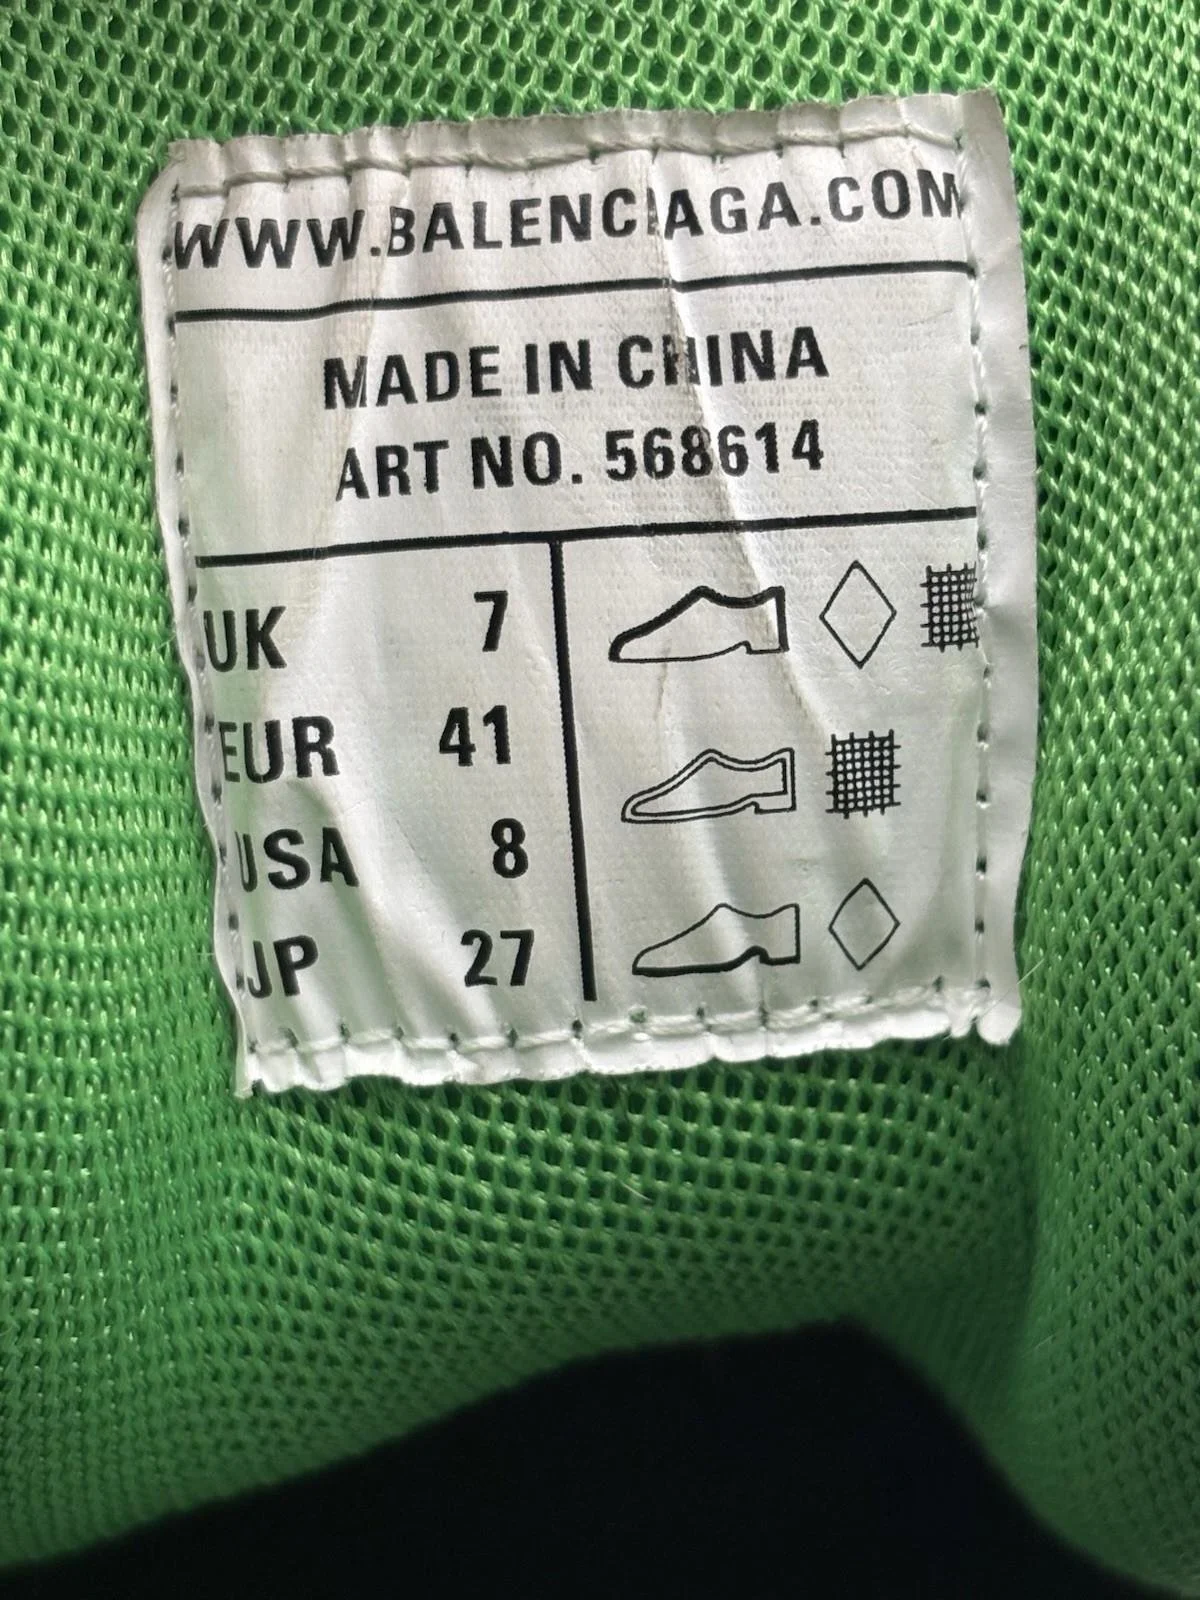 WWW.BALENCIAGA.COM
MADE IN CHINA
ART NO. 568614
UK 7
EUR 41
USA 8
JP 27